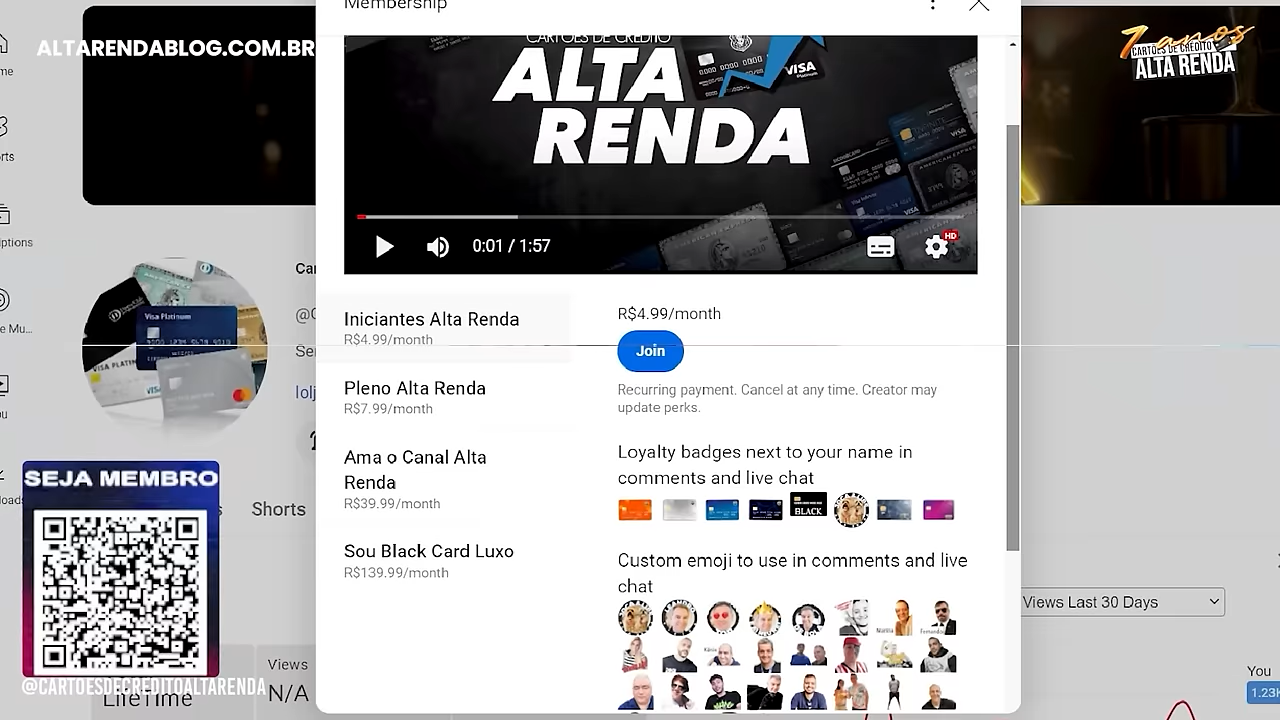 Membership
ALTARENDABLOG.COM.BR
7 anos
CARTÕES DE CRÉDITO
ALTA RENDA
CARTÕES DE CRÉDITO
ALTA
RENDA
VISA
Platinum
0:01 / 1:57
HD
Iniciantes Alta Renda
R$4.99/month
Pleno Alta Renda
R$7.99/month
Ama o Canal Alta
Renda
R$39.99/month
Sou Black Card Luxo
R$139.99/month
R$4.99/month
Join
Recurring payment. Cancel at any time. Creator may
update perks.
Loyalty badges next to your name in
comments and live chat
BLACK
Custom emoji to use in comments and live
chat
Visa Platinum
SEJA MEMBRO
Shorts
@CARTOESDECREDITOALTARENDA
LifeTime
Views
N/A
Views Last 30 Days
You
1.23K